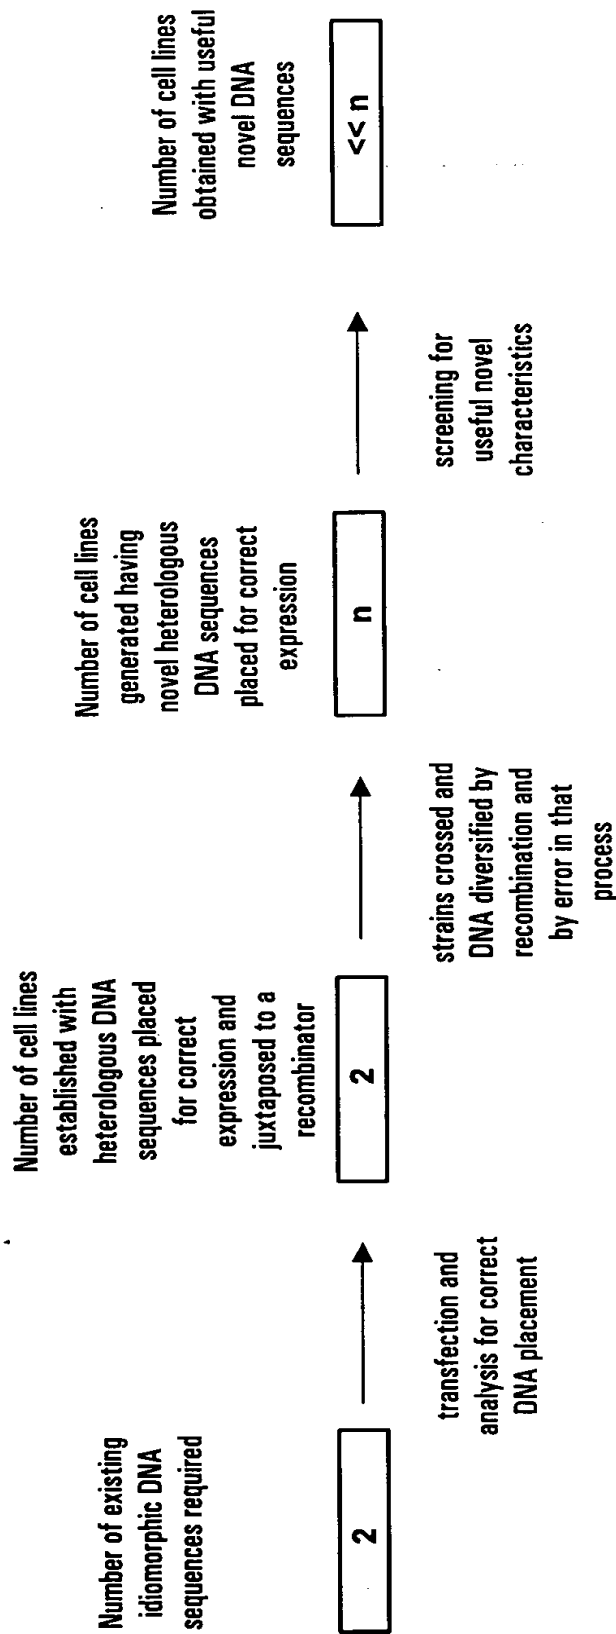 Number of existing
idiomorphic DNA
sequences required
2
transfection and
analysis for correct
DNA placement
Number of cell lines
established with
heterologous DNA
sequences placed
for correct
expression and
juxtaposed to a
recombinator
2
strains crossed and
DNA diversified by
recombination and
by error in that
process
Number of cell lines
generated having
novel heterologous
DNA sequences
placed for correct
expression
n
screening for
useful novel
characteristics
Number of cell lines
obtained with useful
novel DNA
sequences
<< n